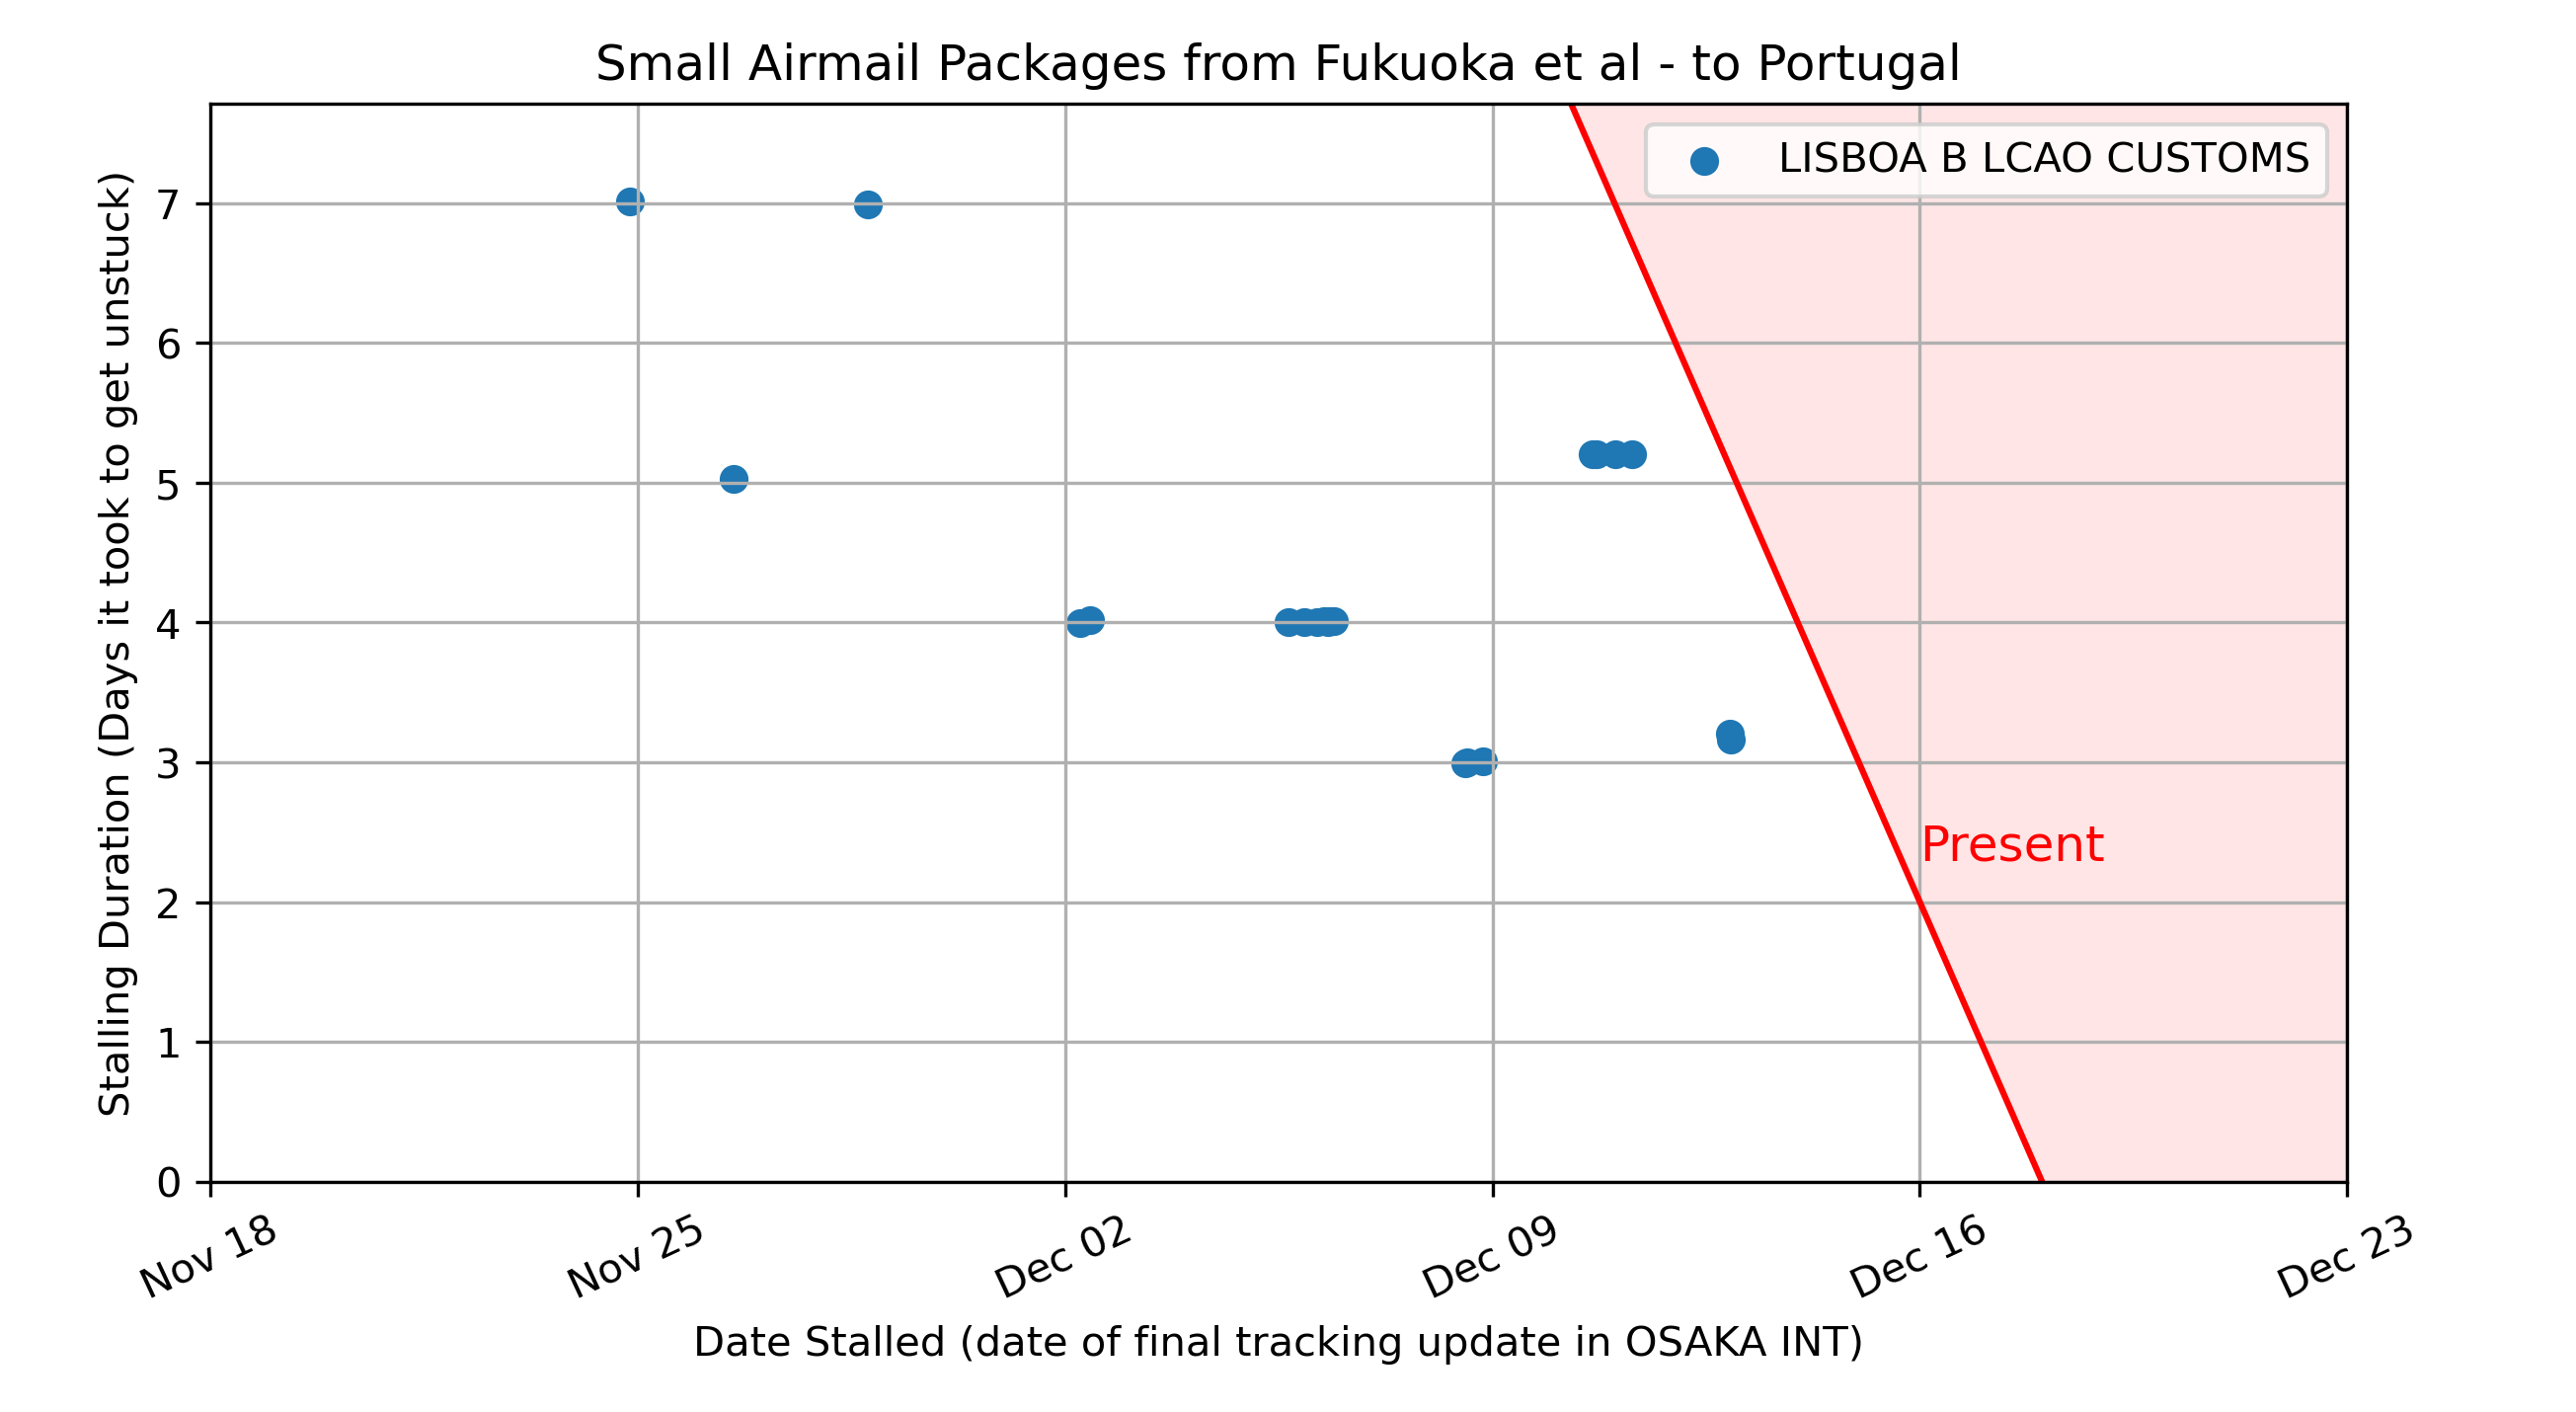 Small Airmail Packages from Fukuoka et al - to Portugal
LISBOA B LCAO CUSTOMS
Stalling Duration (Days it took to get unstuck)
7
6
5
4
3
2
1
0
Present
Nov 18
Nov 25
Dec 02
Dec 09
Dec 16
Dec 23
Date Stalled (date of final tracking update in OSAKA INT)